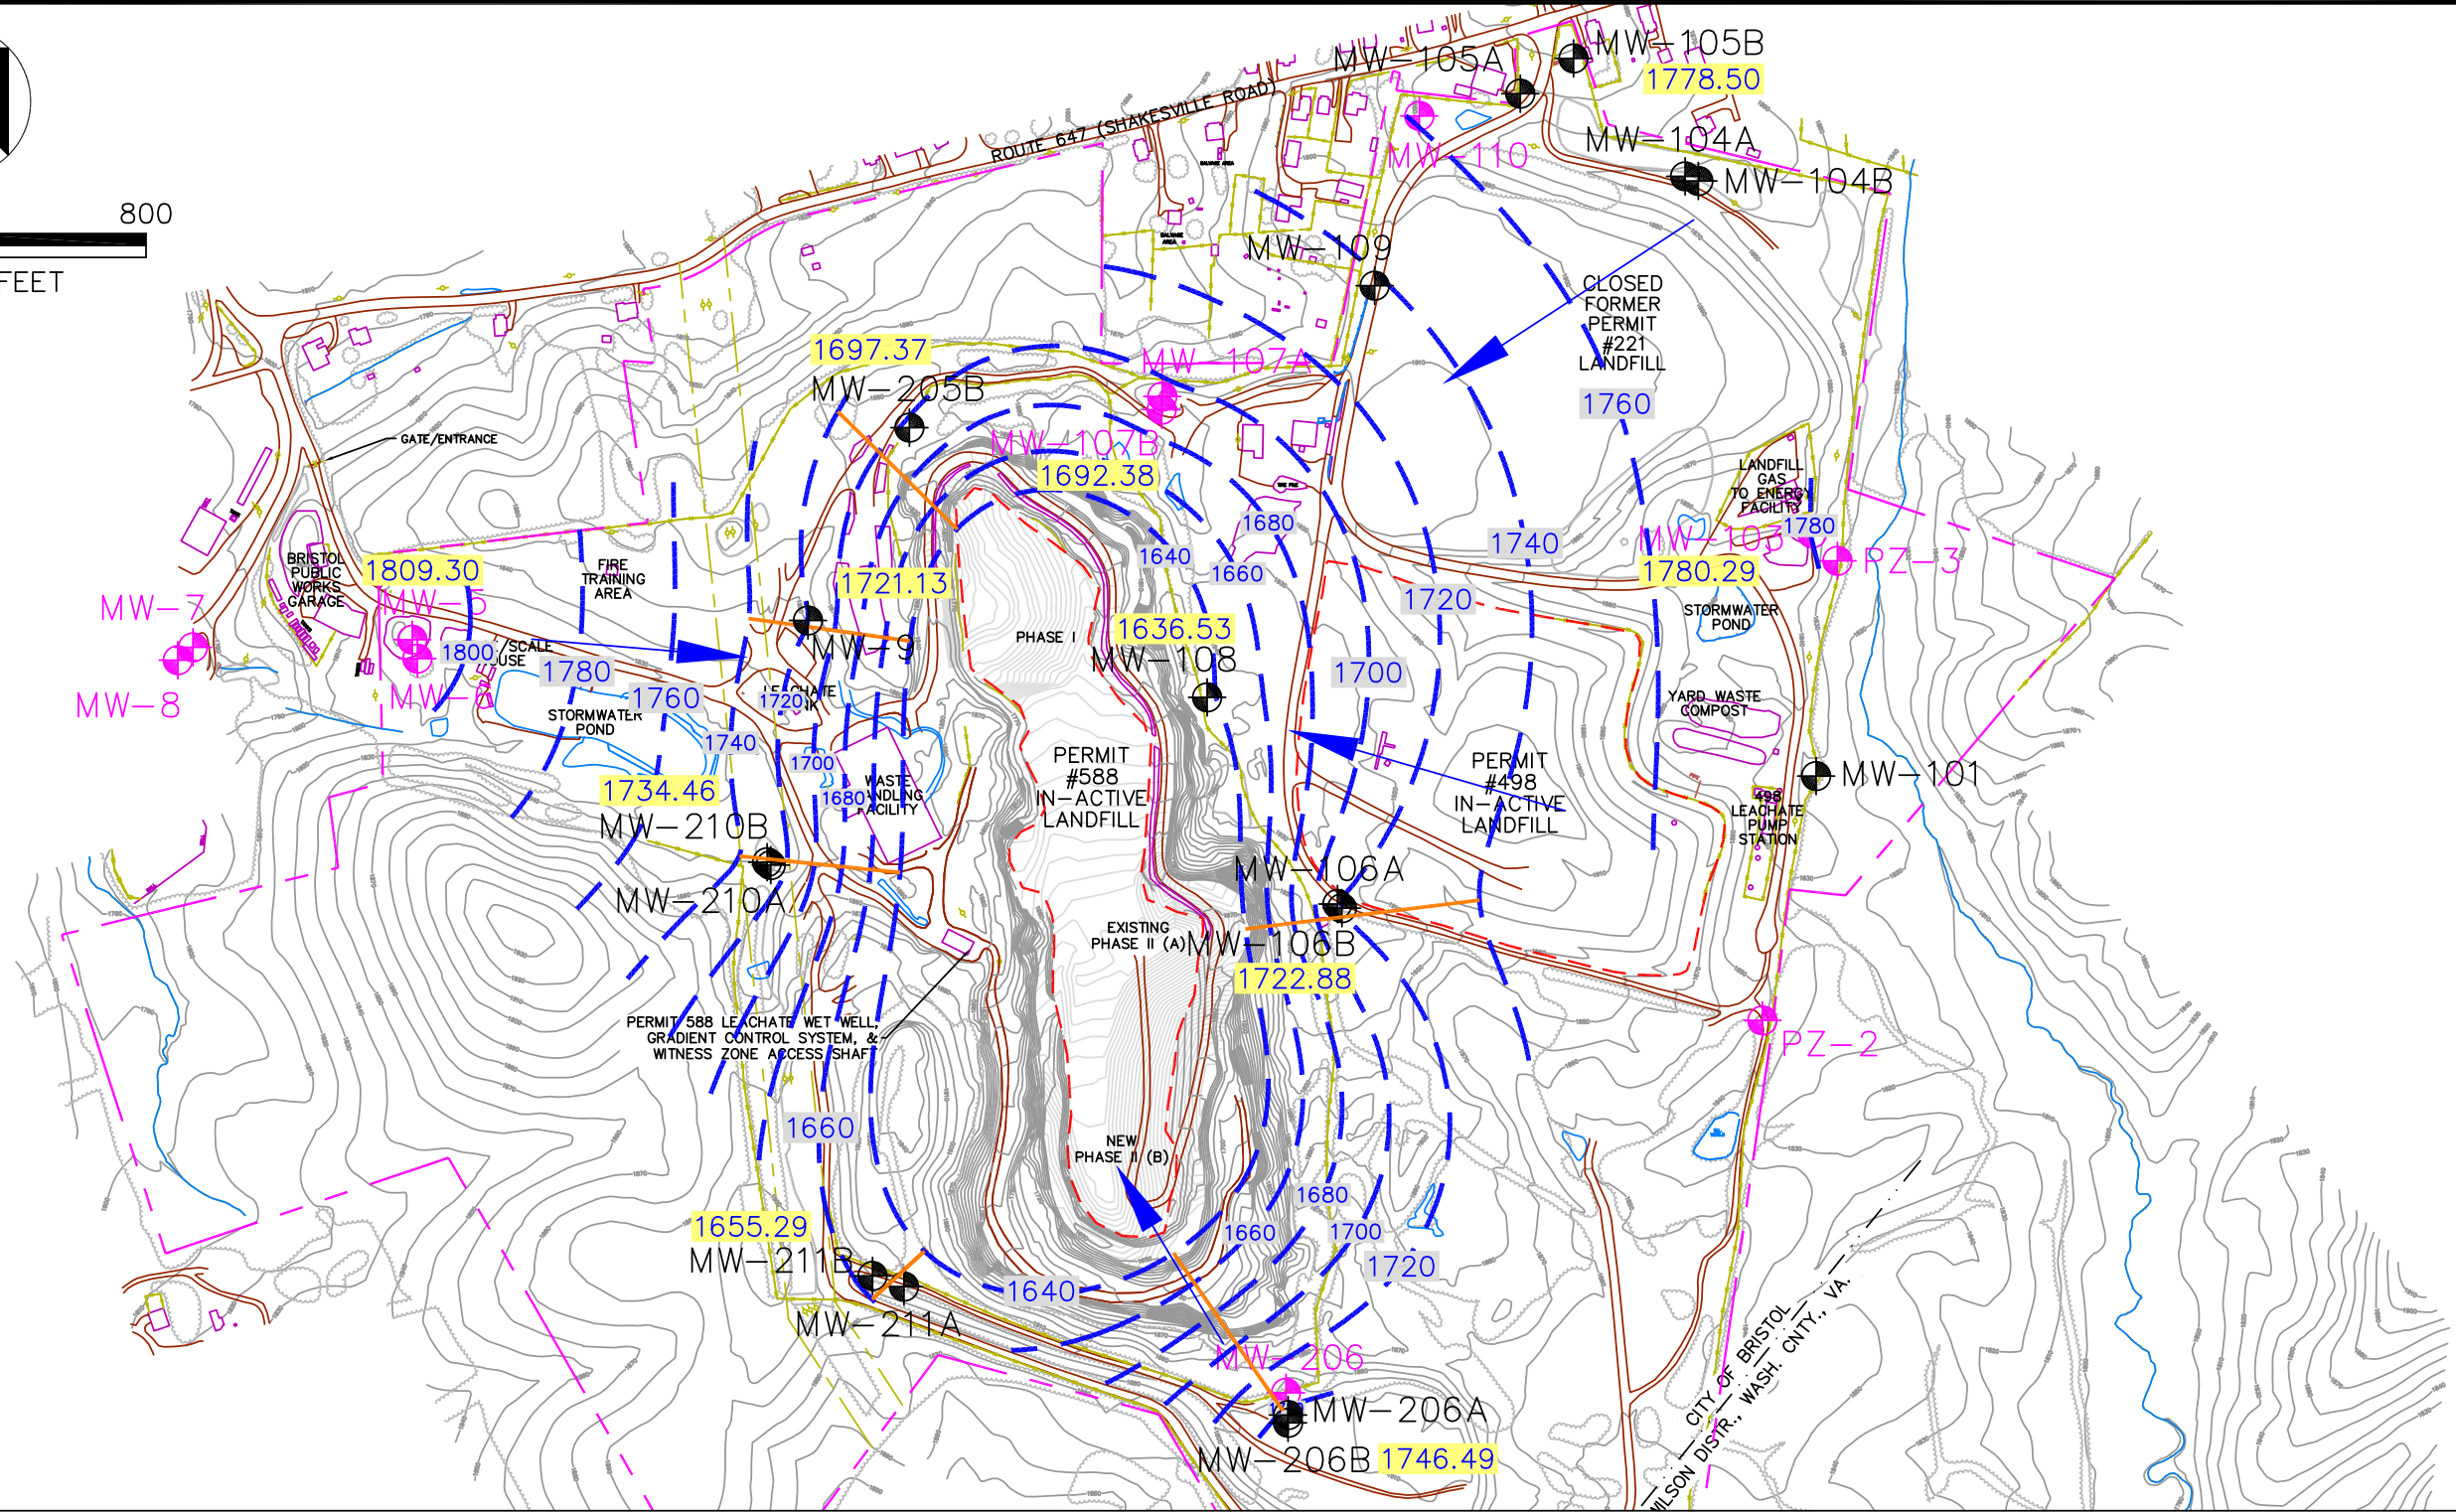 800
FEET
ROUTE 647 (SHAKESVILLE ROAD)
MW-105A
MW-105B
1778.50
MW-110
MW-104A
MW-104B
SALVAGE AREA
SALVAGE
AREA
MW-109
CLOSED
FORMER
PERMIT
#221
LANDFILL
1760
1697.37
MW-205B
MW-107A
MW-107B
1692.38
GATE/ENTRANCE
LANDFILL
GAS
TO ENERGY
FACILITY
1780
MW-103
PZ-3
1780.29
STORMWATER
POND
1680
1640
1660
1740
1720
BRISTOL
PUBLIC
WORKS
GARAGE
1809.30
MW-5
FIRE
TRAINING
AREA
1721.13
MW-9
PHASE I
1636.53
MW-108
1700
MW-7
MW-8
MW-6
1800
/SCALE
USE
1780
1760
STORMWATER
POND
1720
1740
1700
1680
WASTE
NDLING
FACILITY
1734.46
MW-210B
MW-210A
PERMIT
#588
IN-ACTIVE
LANDFILL
PERMIT
#498
IN-ACTIVE
LANDFILL
YARD WASTE
COMPOST
MW-101
498
LEACHATE
PUMP
STATION
MW-106A
EXISTING
PHASE II (A)
MW-106B
1722.88
PERMIT 588 LEACHATE WET WELL,
GRADIENT CONTROL SYSTEM, &
WITNESS ZONE ACCESS SHAFT
PZ-2
1660
NEW
PHASE II (B)
1680
1660
1700
1720
1655.29
MW-211B
1640
MW-211A
MW-206
MW-206A
MW-206B
1746.49
CITY OF BRISTOL
WILSON DISTR., WASH. CNTY., VA.